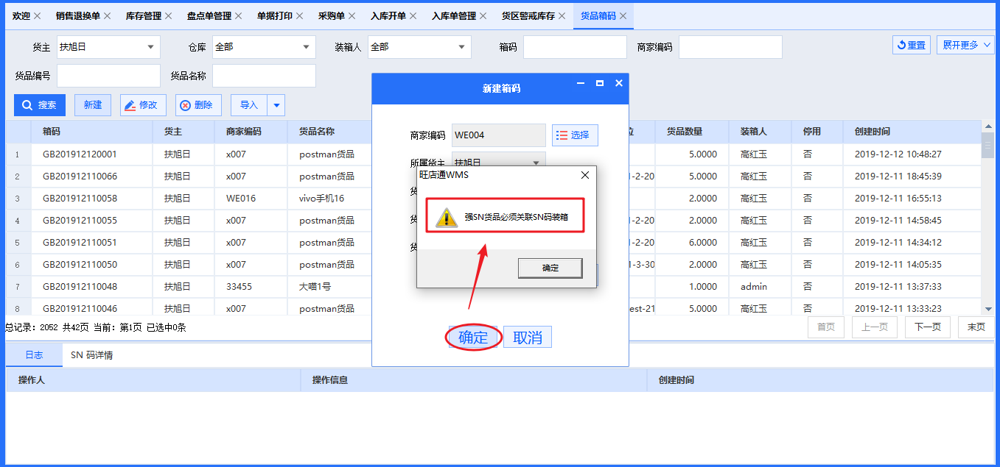 欢迎 销售退换单 库存管理 盘点单管理 单据打印 采购单 入库开单 入库单管理 货区警戒库存 货品箱码
货主 扶旭日 仓库 全部 装箱人 全部 箱码 商家编码 重置 展开更多
货品编号 货品名称
新建箱码
搜索 新建 修改 删除 导入
箱码 货主 商家编码 货品名称 位 货品数量 装箱人 停用 创建时间
商家编码 WE004 选择
1 GB201912120001 扶旭日 x007 postman货品 5.0000 高红玉 否 2019-12-12 10:48:27
所属货主 扶旭日
2 GB201912110066 扶旭日 x007 postman货品 1-2-20 5.0000 高红玉 否 2019-12-11 18:45:39
旺店通WMS
货
3 GB201912110058 扶旭日 WE016 vivo手机16 2.0000 高红玉 否 2019-12-11 16:55:13
强SN货品必须关联SN码装箱
货
4 GB201912110055 扶旭日 x007 postman货品 2-2-20 2.0000 高红玉 否 2019-12-11 14:58:45
5 GB201912110051 扶旭日 x007 postman货品 1-2-20 6.0000 高红玉 否 2019-12-11 14:34:12
货
6 GB201912110050 扶旭日 x007 postman货品 1-3-30 2.0000 高红玉 否 2019-12-11 14:05:35
确定
7 GB201912110048 扶旭日 33455 大喵1号 1.0000 admin 否 2019-12-11 13:37:33
8 GB201912110046 扶旭日 x007 postman货品 est-21 5.0000 高红玉 否 2019-12-11 13:33:23
总记录：2052 共42页 当前：第1页 已选中0条 首页 上一页 下一页 末页
确定 取消
日志 SN 码详情
操作人 操作信息 创建时间